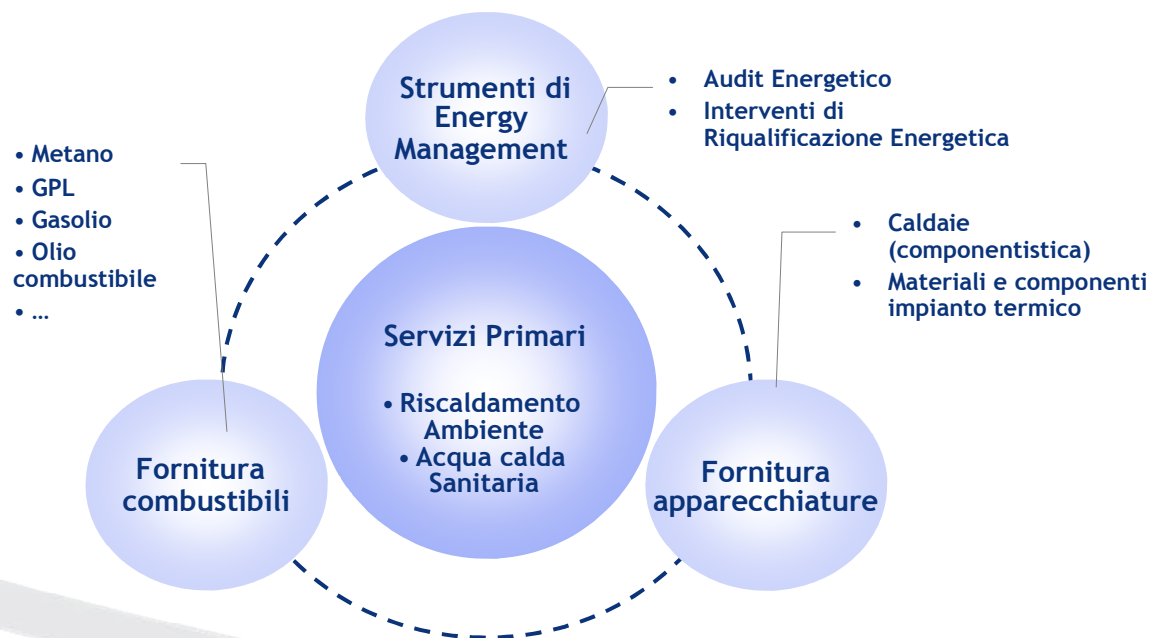 Strumenti di
Energy
Management
• Audit Energetico
• Interventi di
Riqualificazione Energetica
• Metano
• GPL
• Gasolio
• Olio
combustibile
• …
• Caldaie
(componentistica)
• Materiali e componenti
impianto termico
Servizi Primari
• Riscaldamento
Ambiente
• Acqua calda
Sanitaria
Fornitura
combustibili
Fornitura
apparecchiature